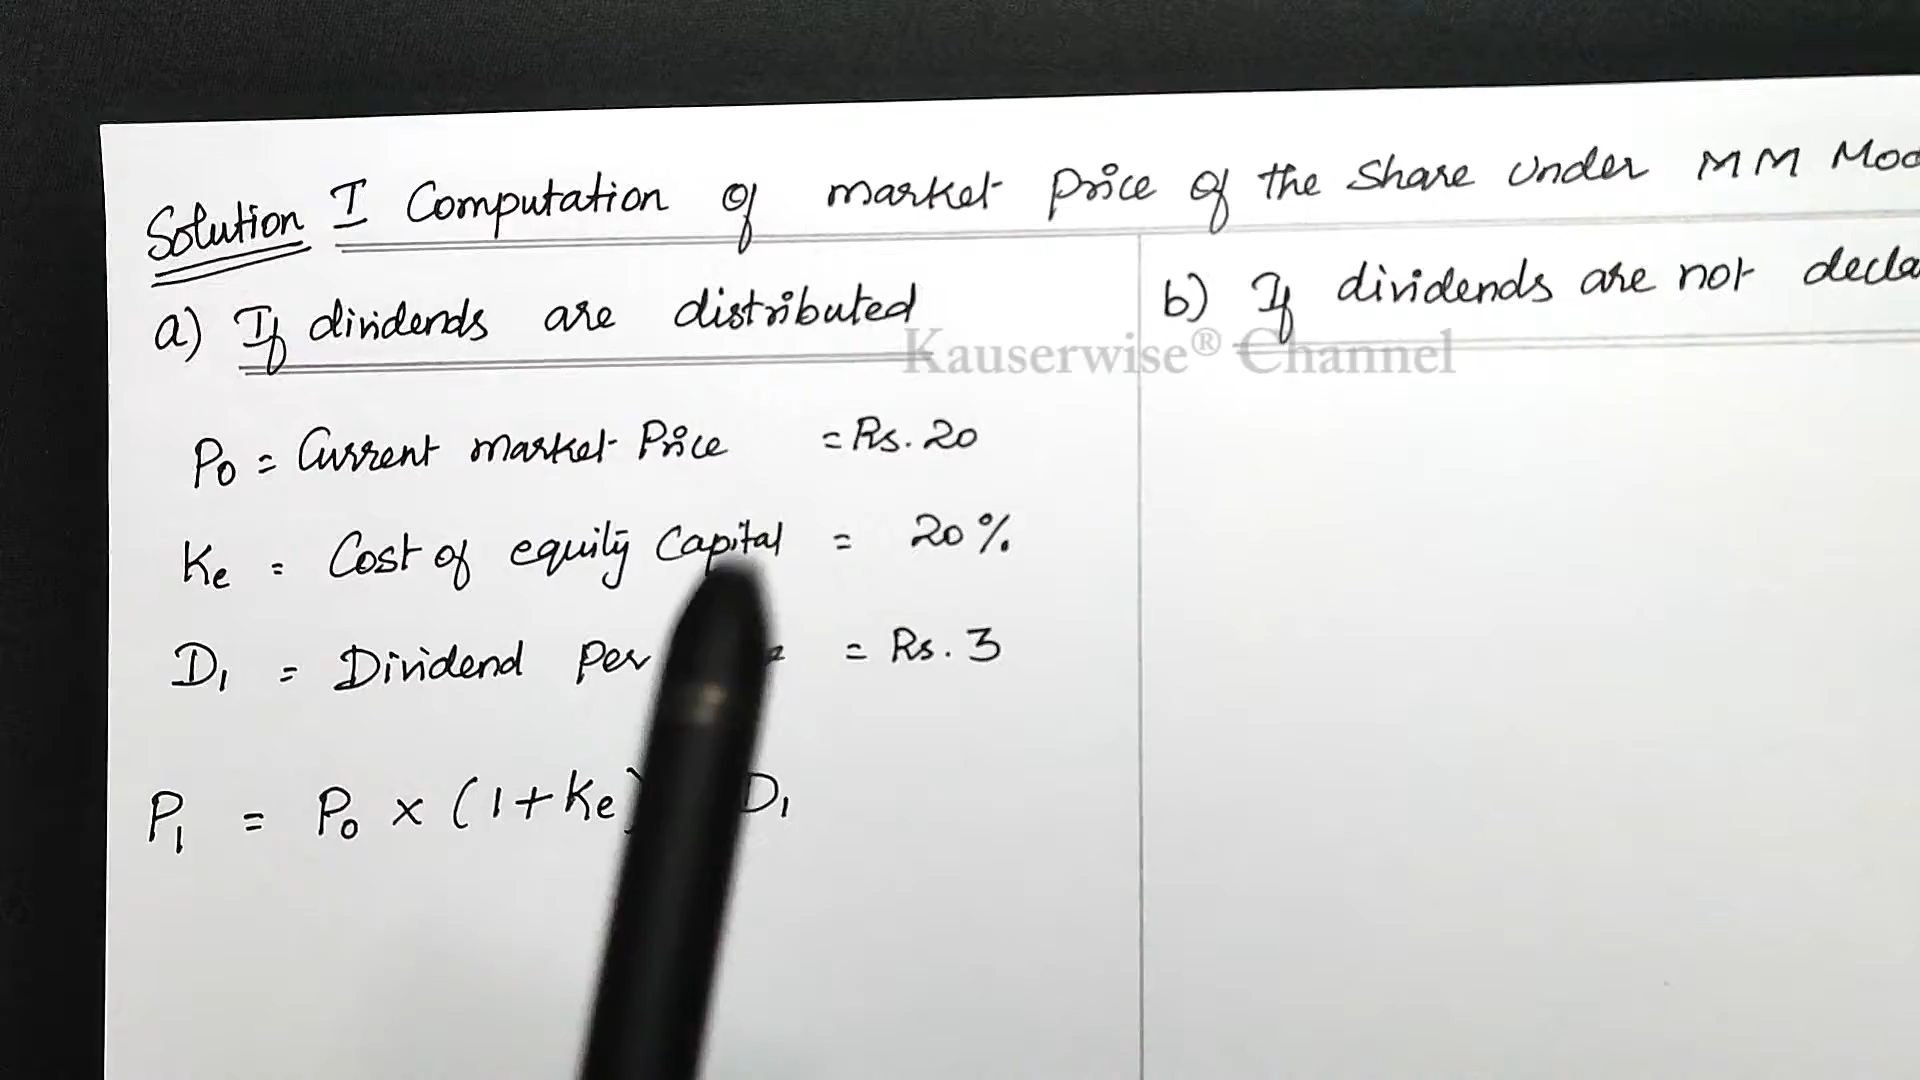 Solution I Computation of market Price of the Share Under MM
a) If dividends are distributed
b) If dividends are not
Kauserwise® Channel
P0 = Current market Price = Rs. 20
Ke = Cost of equity Capital = 20%
D1 = Dividend Per = Rs. 3
P1 = P0 × (1+Ke) D1